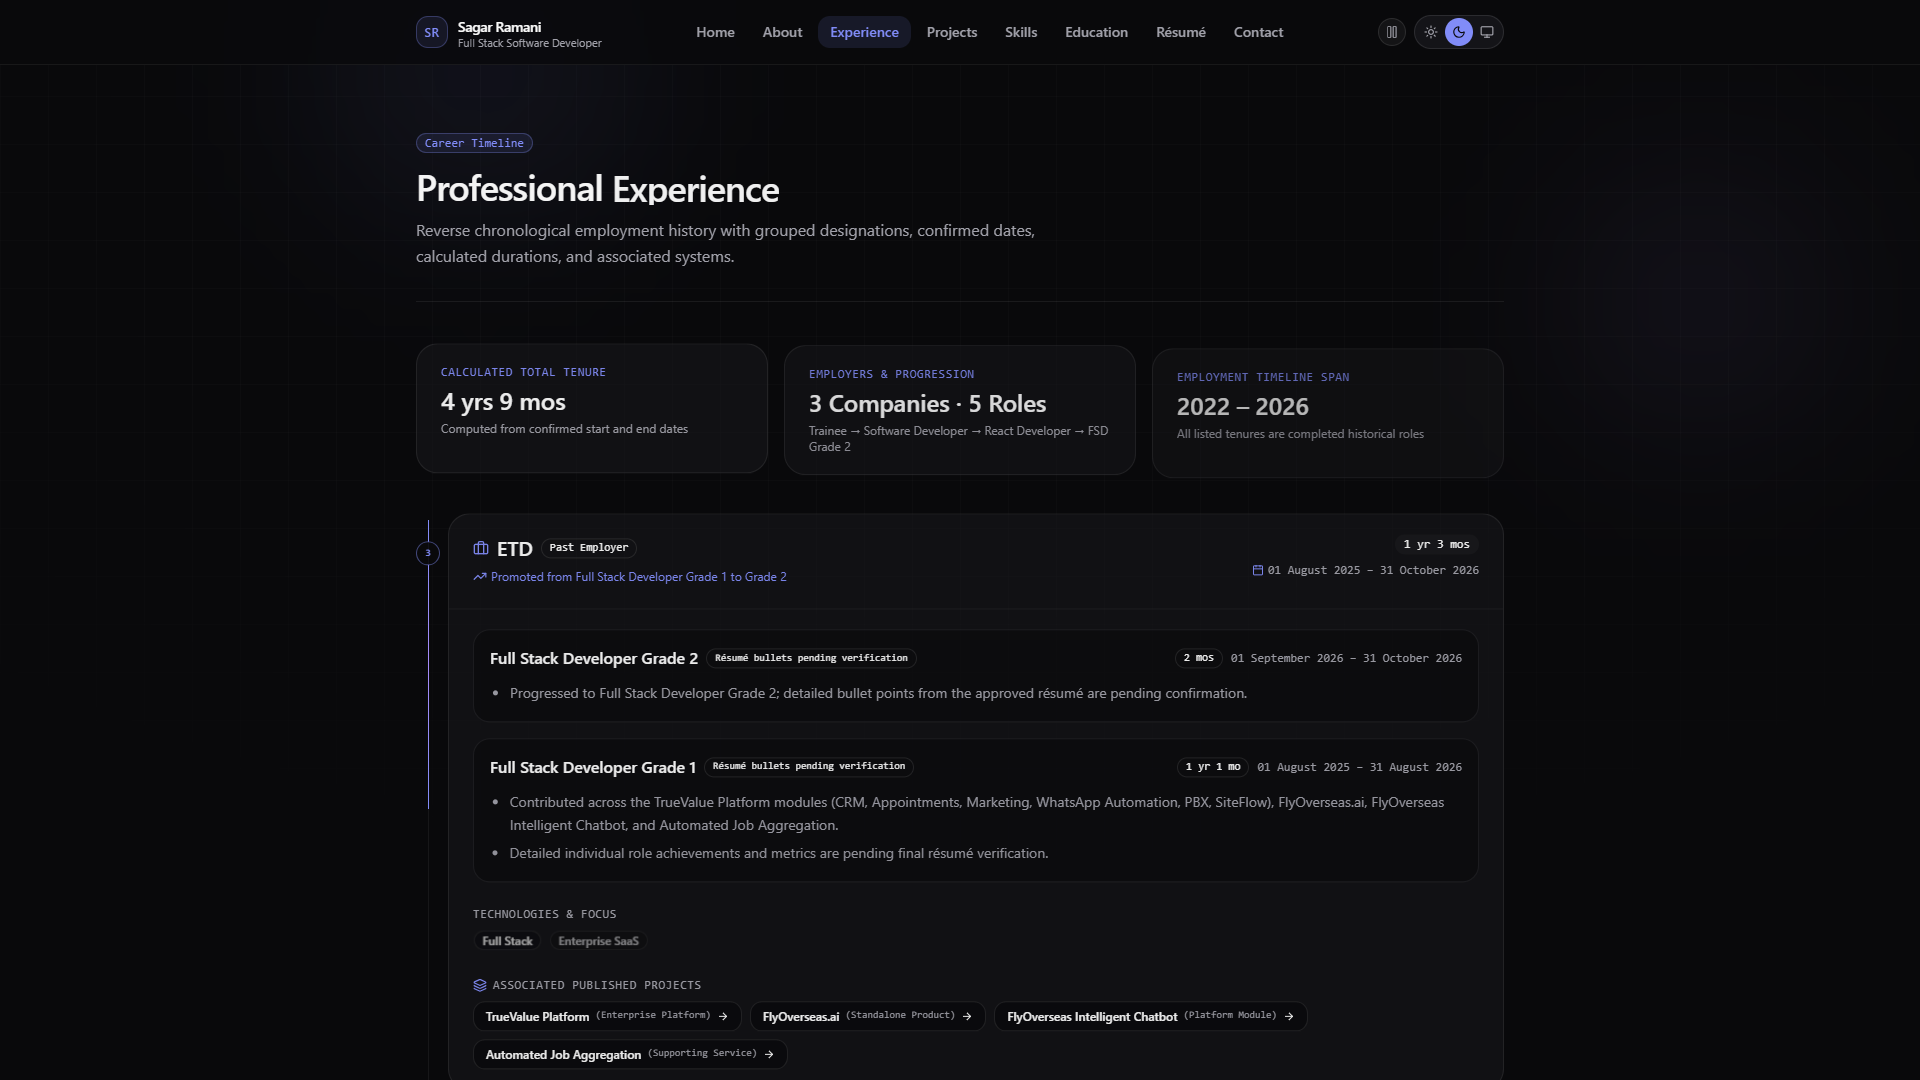 SR
Sagar Ramani
Full Stack Software Developer
Home
About
Experience
Projects
Skills
Education
Résumé
Contact
Career Timeline
Professional Experience
Reverse chronological employment history with grouped designations, confirmed dates,
calculated durations, and associated systems.
CALCULATED TOTAL TENURE
4 yrs 9 mos
Computed from confirmed start and end dates
EMPLOYERS & PROGRESSION
3 Companies · 5 Roles
Trainee → Software Developer → React Developer → FSD
Grade 2
EMPLOYMENT TIMELINE SPAN
2022 – 2026
All listed tenures are completed historical roles
3
ETD
Past Employer
1 yr 3 mos
Promoted from Full Stack Developer Grade 1 to Grade 2
01 August 2025 – 31 October 2026
Full Stack Developer Grade 2
Résumé bullets pending verification
2 mos
01 September 2026 – 31 October 2026
• Progressed to Full Stack Developer Grade 2; detailed bullet points from the approved résumé are pending confirmation.
Full Stack Developer Grade 1
Résumé bullets pending verification
1 yr 1 mo
01 August 2025 – 31 August 2026
• Contributed across the TrueValue Platform modules (CRM, Appointments, Marketing, WhatsApp Automation, PBX, SiteFlow), FlyOverseas.ai, FlyOverseas
Intelligent Chatbot, and Automated Job Aggregation.
• Detailed individual role achievements and metrics are pending final résumé verification.
TECHNOLOGIES & FOCUS
Full Stack
Enterprise SaaS
ASSOCIATED PUBLISHED PROJECTS
TrueValue Platform (Enterprise Platform) →
FlyOverseas.ai (Standalone Product) →
FlyOverseas Intelligent Chatbot (Platform Module) →
Automated Job Aggregation (Supporting Service) →